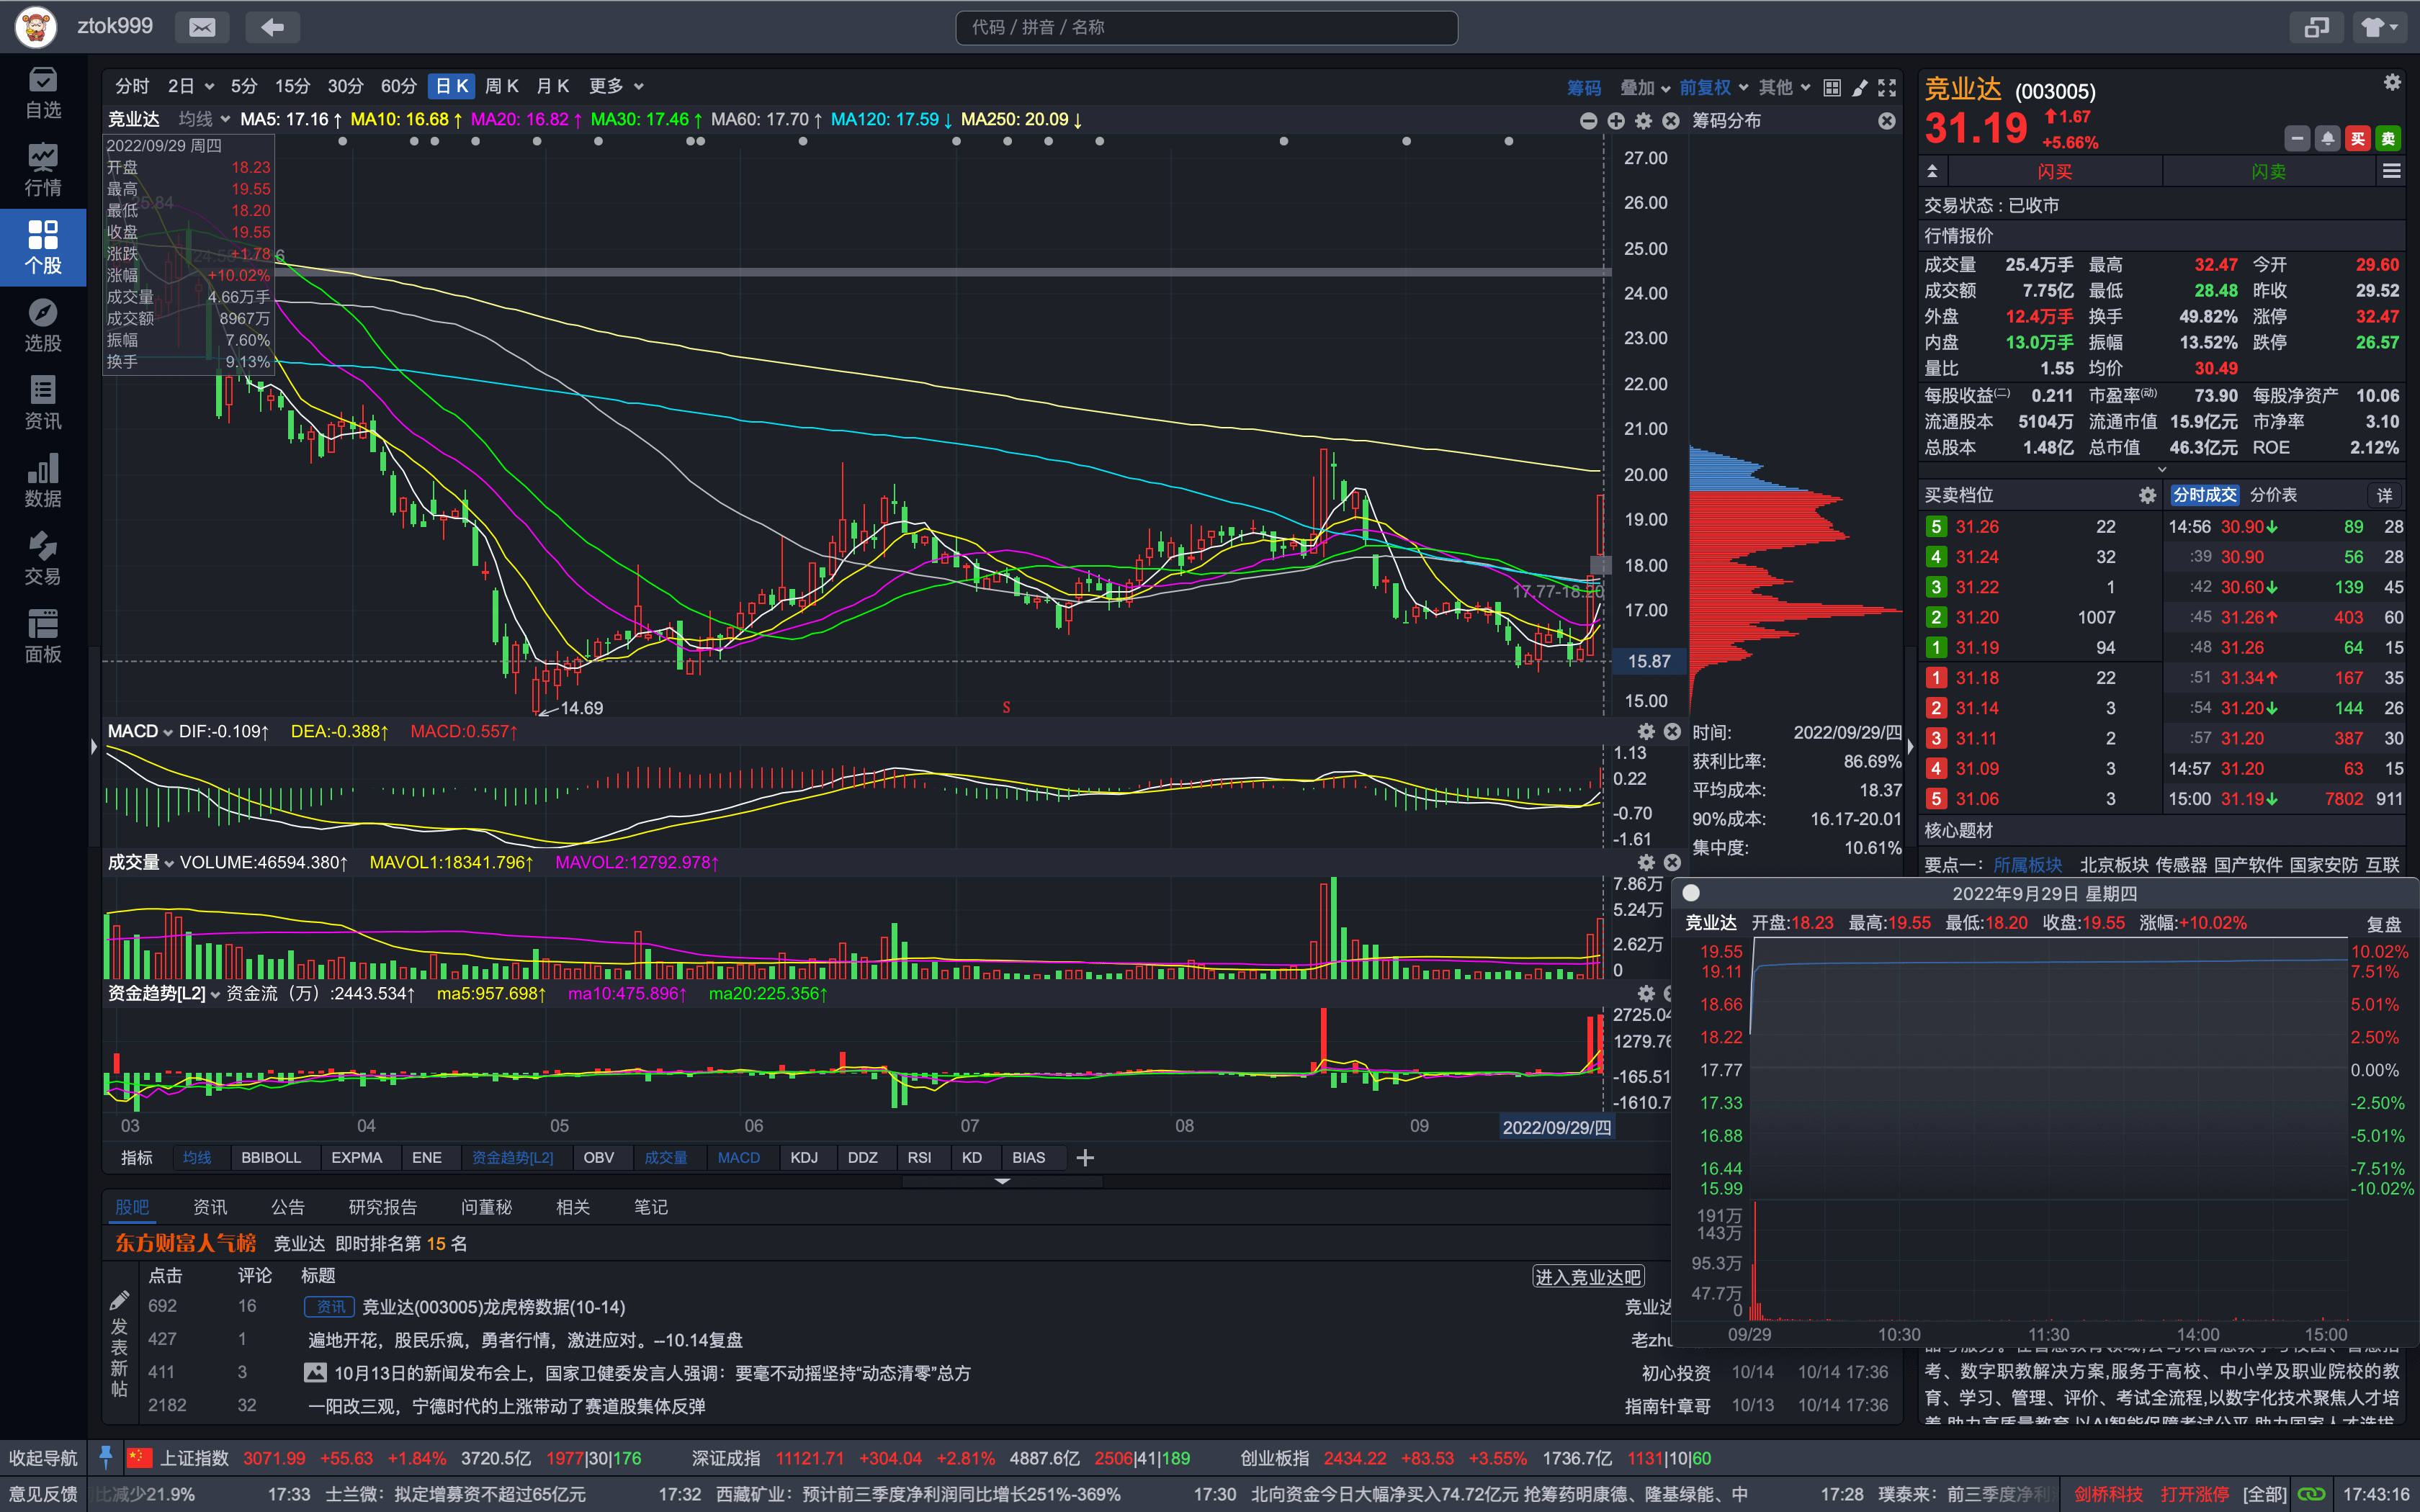 ztok999
代码 / 拼音 / 名称
自选
行情
个股
选股
资讯
数据
交易
面板
分时 2日 5分 15分 30分 60分 日K 周K 月K 更多 筹码 叠加 前复权 其他
竞业达 均线 MA5: 17.16↑ MA10: 16.68↑ MA20: 16.82↑ MA30: 17.46↑ MA60: 17.70↑ MA120: 17.59↓ MA250: 20.09↓
筹码分布
2022/09/29 周四
开盘 18.23
最高 19.55
最低 18.20
收盘 19.55
涨跌 +1.78
涨幅 +10.02%
成交量 4.66万手
成交额 8967万
振幅 7.60%
换手 9.13%
27.00
26.00
25.00
24.00
23.00
22.00
21.00
20.00
19.00
18.00
17.00
15.87
15.00
14.69
S
MACD DIF:-0.109↑ DEA:-0.388↑ MACD:0.557↑
1.13
0.22
-0.70
-1.61
成交量 VOLUME:46594.380↑ MAVOL1:18341.796↑ MAVOL2:12792.978↑
7.86万
5.24万
2.62万
0
资金趋势[L2] 资金流（万）:2443.534↑ ma5:957.698↑ ma10:475.896↑ ma20:225.356↑
2725.04
1279.76
-165.51
-1610.7
03 04 05 06 07 08 09 2022/09/29/四
指标 均线 BBIBOLL EXPMA ENE 资金趋势[L2] OBV 成交量 MACD KDJ DDZ RSI KD BIAS
时间: 2022/09/29/四
获利比率: 86.69%
平均成本: 18.37
90%成本: 16.17-20.01
集中度: 10.61%
股吧 资讯 公告 研究报告 问董秘 相关 笔记
东方财富人气榜 竞业达 即时排名第 15 名
点击 评论 标题 进入竞业达吧
发表新帖
692 16 资讯 竞业达(003005)龙虎榜数据(10-14) 竞业达
427 1 遍地开花，股民乐疯，勇者行情，激进应对。--10.14复盘 老zhu
411 3 10月13日的新闻发布会上，国家卫健委发言人强调：要毫不动摇坚持“动态清零”总方 初心投资 10/14 10/14 17:36
2182 32 一阳改三观，宁德时代的上涨带动了赛道股集体反弹 指南针章哥 10/13 10/14 17:36
竞业达 (003005)
31.19 1.67 +5.66%
买 卖
闪买 闪卖
交易状态 : 已收市
行情报价
成交量 25.4万手 最高 32.47 今开 29.60
成交额 7.75亿 最低 28.48 昨收 29.52
外盘 12.4万手 换手 49.82% 涨停 32.47
内盘 13.0万手 振幅 13.52% 跌停 26.57
量比 1.55 均价 30.49
每股收益(二) 0.211 市盈率(动) 73.90 每股净资产 10.06
流通股本 5104万 流通市值 15.9亿元 市净率 3.10
总股本 1.48亿 总市值 46.3亿元 ROE 2.12%
买卖档位 分时成交 分价表 详
5 31.26 22 14:56 30.90↓ 89 28
4 31.24 32 :39 30.90 56 28
3 31.22 1 :42 30.60↓ 139 45
2 31.20 1007 :45 31.26↑ 403 60
1 31.19 94 :48 31.26 64 15
1 31.18 22 :51 31.34↑ 167 35
2 31.14 3 :54 31.20↓ 144 26
3 31.11 2 :57 31.20 387 30
4 31.09 3 14:57 31.20 63 15
5 31.06 3 15:00 31.19↓ 7802 911
核心题材
要点一： 所属板块 北京板块 传感器 国产软件 国家安防 互联
2022年9月29日 星期四
竞业达 开盘:18.23 最高:19.55 最低:18.20 收盘:19.55 涨幅:+10.02% 复盘
19.55 10.02%
19.11 7.51%
18.66 5.01%
18.22 2.50%
17.77 0.00%
17.33 -2.50%
16.88 -5.01%
16.44 -7.51%
15.99 -10.02%
191万
143万
95.3万
47.7万
0
09/29 10:30 11:30 14:00 15:00
考、数字职教解决方案,服务于高校、中小学及职业院校的教
育、学习、管理、评价、考试全流程,以数字化技术聚焦人才培
收起导航 上证指数 3071.99 +55.63 +1.84% 3720.5亿 1977|30|176 深证成指 11121.71 +304.04 +2.81% 4887.6亿 2506|41|189 创业板指 2434.22 +83.53 +3.55% 1736.7亿 1131|10|60
意见反馈 比减少21.9% 17:33 士兰微：拟定增募资不超过65亿元 17:32 西藏矿业：预计前三季度净利润同比增长251%-369% 17:30 北向资金今日大幅净买入74.72亿元 抢筹药明康德、隆基绿能、中 17:28 璞泰来：前三季度净利 剑桥科技 打开涨停 [全部] 17:43:16